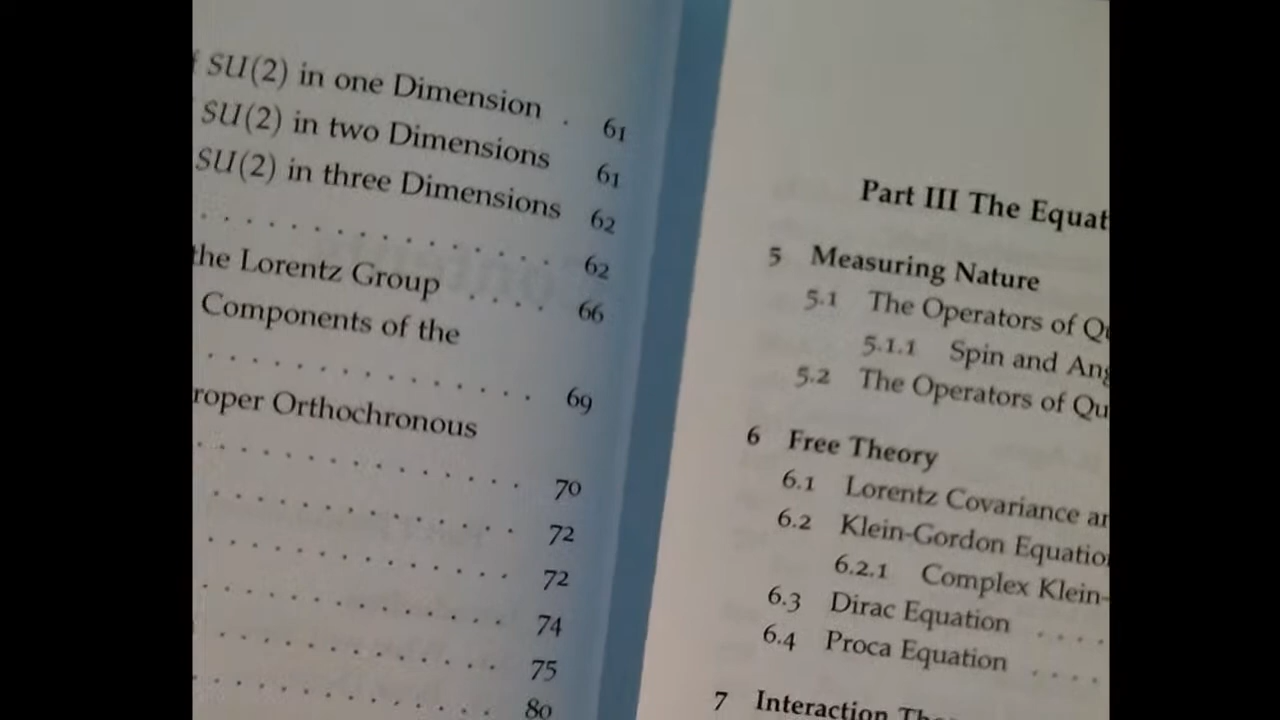 SU(2) in one Dimension . 61
SU(2) in two Dimensions 61
SU(2) in three Dimensions 62
. . . . . . . . . . . . . . . 62
the Lorentz Group . . . . 66
Components of the
. . . . . . . . . . . . . . 69
roper Orthochronous
. . . . . . . . . . . . . . 70
. . . . . . . . . . . . . 72
. . . . . . . . . . . . . 72
. . . . . . . . . . . . . 74
. . . . . . . . . . . . . 75
. . . . . . . . . . . . . 80
Part III The Equat
5 Measuring Nature
5.1 The Operators of Qu
5.1.1 Spin and Ang
5.2 The Operators of Qu
6 Free Theory
6.1 Lorentz Covariance an
6.2 Klein-Gordon Equation
6.2.1 Complex Klein-
6.3 Dirac Equation . . . .
6.4 Proca Equation . . . .
7 Interaction The